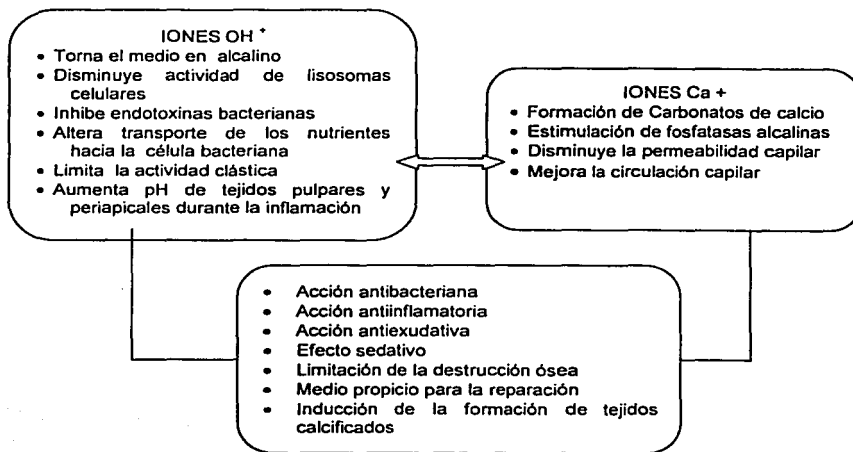 IONES OH +
• Torna el medio en alcalino
• Disminuye actividad de lisosomas
celulares
• Inhibe endotoxinas bacterianas
• Altera transporte de los nutrientes
hacia la célula bacteriana
• Limita la actividad clástica
• Aumenta pH de tejidos pulpares y
periapicales durante la inflamación
IONES Ca +
• Formación de Carbonatos de calcio
• Estimulación de fosfatasas alcalinas
• Disminuye la permeabilidad capilar
• Mejora la circulación capilar
• Acción antibacteriana
• Acción antiinflamatoria
• Acción antiexudativa
• Efecto sedativo
• Limitación de la destrucción ósea
• Medio propicio para la reparación
• Inducción de la formación de tejidos
calcificados